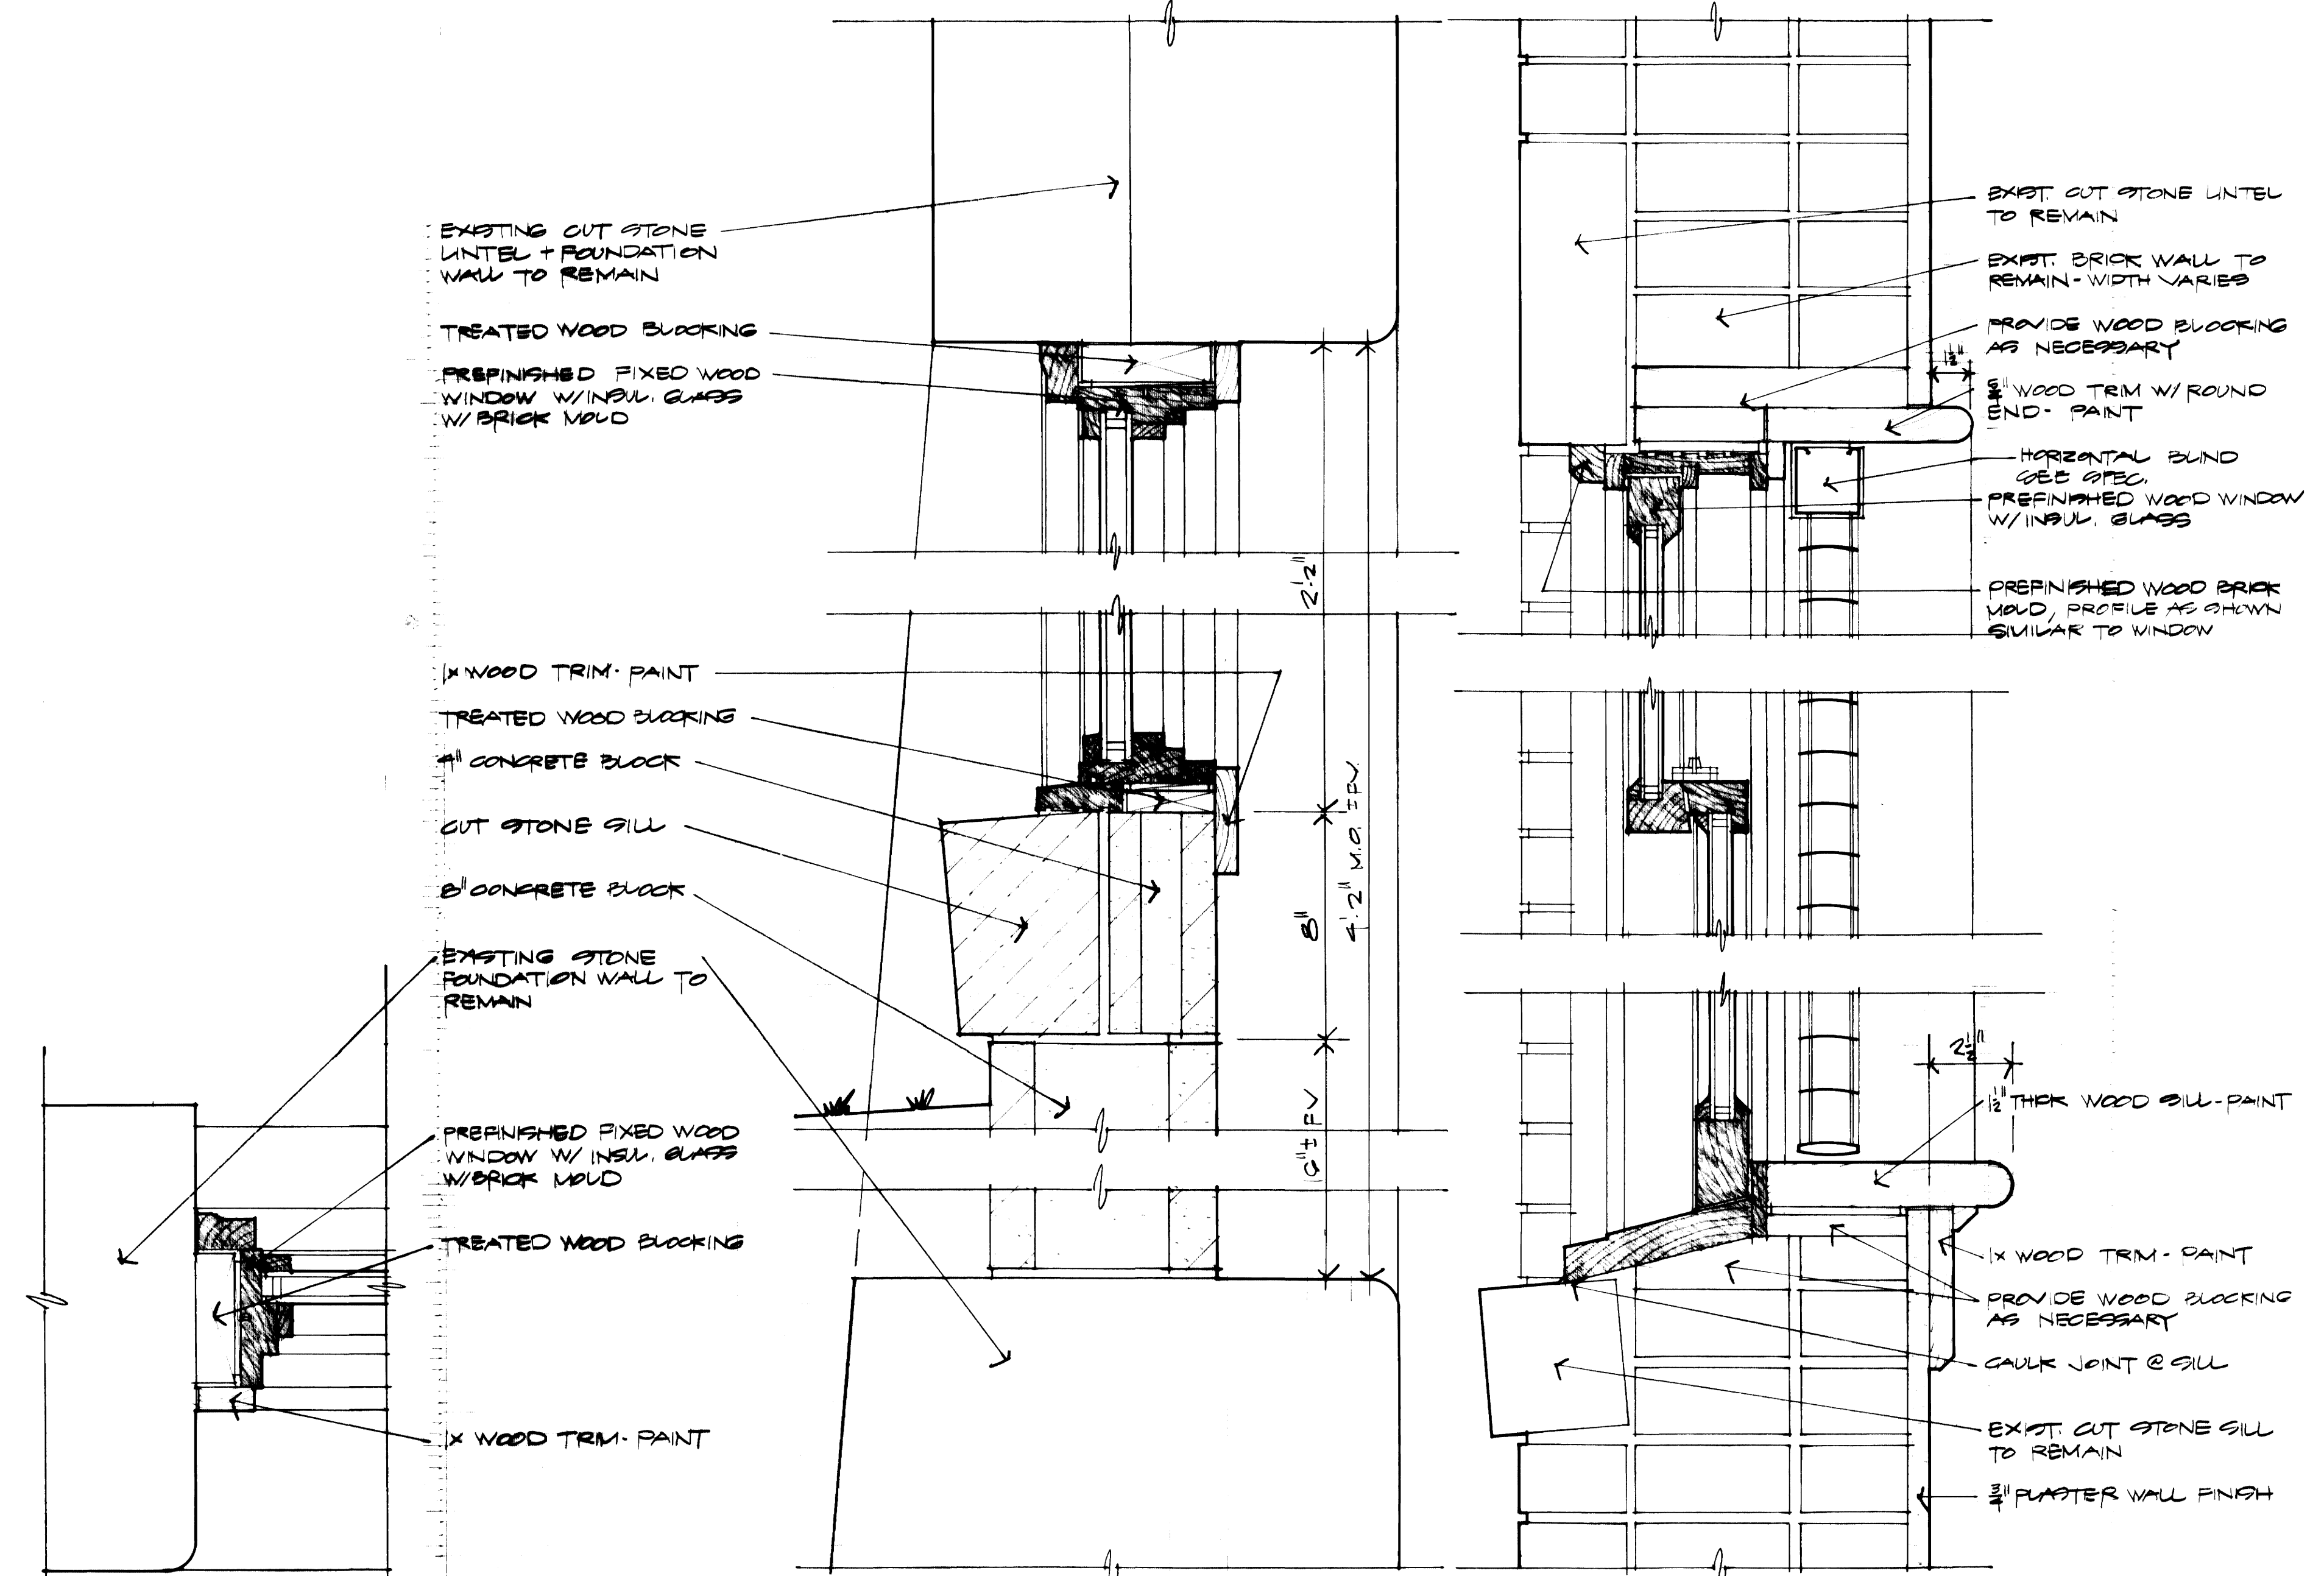 EXISTING CUT STONE
LINTEL + FOUNDATION
WALL TO REMAIN
TREATED WOOD BLOCKING
PREFINISHED FIXED WOOD
WINDOW W/INSUL. GLASS
W/BRICK MOLD
1x WOOD TRIM- PAINT
TREATED WOOD BLOCKING
4" CONCRETE BLOCK
CUT STONE SILL
8" CONCRETE BLOCK
EXISTING STONE
FOUNDATION WALL TO
REMAIN
PREFINISHED FIXED WOOD
WINDOW W/ INSUL. GLASS
W/BRICK MOLD
TREATED WOOD BLOCKING
1x WOOD TRIM- PAINT
2'-2"
8"
4'-2" M.O. ± F.V.
± FV
EXIST. CUT STONE LINTEL
TO REMAIN
EXIST. BRICK WALL TO
REMAIN- WIDTH VARIES
PROVIDE WOOD BLOCKING
AS NECESSARY
1½"
WOOD TRIM W/ ROUND
END- PAINT
HORIZONTAL BLIND
SEE SPEC.
PREFINISHED WOOD WINDOW
W/INSUL. GLASS
PREFINISHED WOOD BRICK
MOLD, PROFILE AS SHOWN
SIMILAR TO WINDOW
2½"
1½" THICK WOOD SILL- PAINT
1x WOOD TRIM- PAINT
PROVIDE WOOD BLOCKING
AS NECESSARY
CAULK JOINT @ SILL
EXIST. CUT STONE SILL
TO REMAIN
¾" PLASTER WALL FINISH